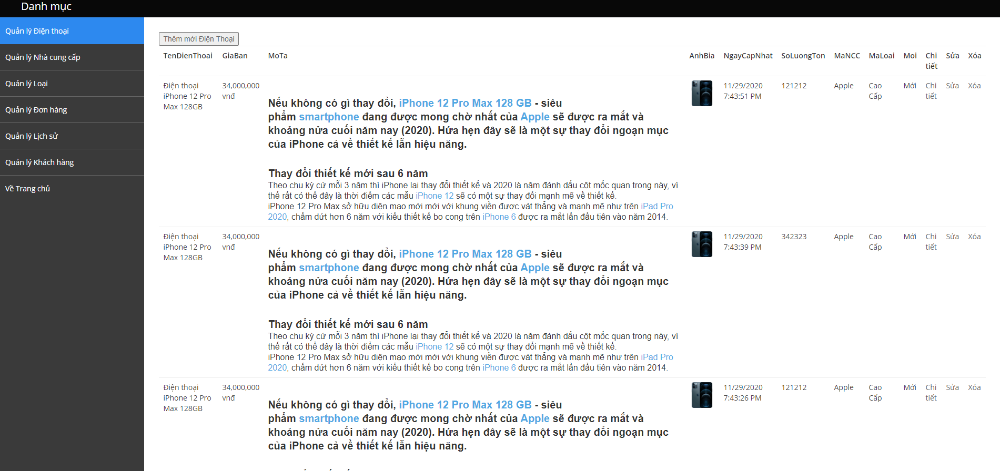 Danh mục
Quản lý Điện thoại
Quản lý Nhà cung cấp
Quản lý Loại
Quản lý Đơn hàng
Quản lý Lịch sử
Quản lý Khách hàng
Về Trang chủ
Thêm mới Điện Thoại
TenDienThoai GiaBan MoTa AnhBia NgayCapNhat SoLuongTon MaNCC MaLoai Moi Chi tiết Sửa Xóa
Điện thoại
iPhone 12 Pro
Max 128GB
34,000,000
vnđ
Nếu không có gì thay đổi, iPhone 12 Pro Max 128 GB - siêu
phẩm smartphone đang được mong chờ nhất của Apple sẽ được ra mắt và
khoảng nửa cuối năm nay (2020). Hứa hẹn đây sẽ là một sự thay đổi ngoạn mục
của iPhone cả về thiết kế lẫn hiệu năng.
Thay đổi thiết kế mới sau 6 năm
Theo chu kỳ cứ mỗi 3 năm thì iPhone lại thay đổi thiết kế và 2020 là năm đánh dấu cột mốc quan trong này, vì
thế rất có thể đây là thời điểm các mẫu iPhone 12 sẽ có một sự thay đổi mạnh mẽ về thiết kế.
iPhone 12 Pro Max sở hữu diện mạo mới mới với khung viền được vát thẳng và mạnh mẽ như trên iPad Pro
2020, chấm dứt hơn 6 năm với kiểu thiết kế bo cong trên iPhone 6 được ra mắt lần đầu tiên vào năm 2014.
11/29/2020
7:43:51 PM
121212
Apple
Cao
Cấp
Mới
Chi
tiết
Sửa
Xóa
Điện thoại
iPhone 12 Pro
Max 128GB
34,000,000
vnđ
Nếu không có gì thay đổi, iPhone 12 Pro Max 128 GB - siêu
phẩm smartphone đang được mong chờ nhất của Apple sẽ được ra mắt và
khoảng nửa cuối năm nay (2020). Hứa hẹn đây sẽ là một sự thay đổi ngoạn mục
của iPhone cả về thiết kế lẫn hiệu năng.
Thay đổi thiết kế mới sau 6 năm
Theo chu kỳ cứ mỗi 3 năm thì iPhone lại thay đổi thiết kế và 2020 là năm đánh dấu cột mốc quan trong này, vì
thế rất có thể đây là thời điểm các mẫu iPhone 12 sẽ có một sự thay đổi mạnh mẽ về thiết kế.
iPhone 12 Pro Max sở hữu diện mạo mới mới với khung viền được vát thẳng và mạnh mẽ như trên iPad Pro
2020, chấm dứt hơn 6 năm với kiểu thiết kế bo cong trên iPhone 6 được ra mắt lần đầu tiên vào năm 2014.
11/29/2020
7:43:39 PM
342323
Apple
Cao
Cấp
Mới
Chi
tiết
Sửa
Xóa
Điện thoại
iPhone 12 Pro
Max 128GB
34,000,000
vnđ
Nếu không có gì thay đổi, iPhone 12 Pro Max 128 GB - siêu
phẩm smartphone đang được mong chờ nhất của Apple sẽ được ra mắt và
khoảng nửa cuối năm nay (2020). Hứa hẹn đây sẽ là một sự thay đổi ngoạn mục
của iPhone cả về thiết kế lẫn hiệu năng.
11/29/2020
7:43:26 PM
121212
Apple
Cao
Cấp
Mới
Chi
tiết
Sửa
Xóa